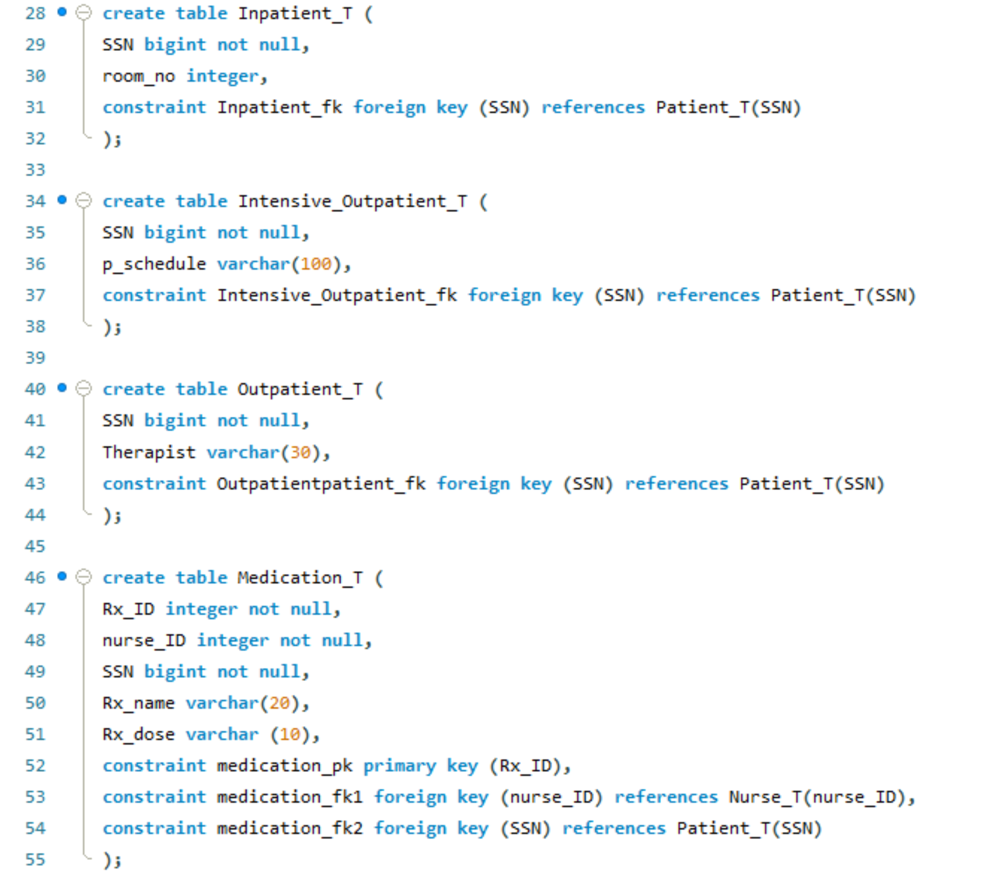 28 create table Inpatient_T (
29 SSN bigint not null,
30 room_no integer,
31 constraint Inpatient_fk foreign key (SSN) references Patient_T(SSN)
32 );
33
34 create table Intensive_Outpatient_T (
35 SSN bigint not null,
36 p_schedule varchar(100),
37 constraint Intensive_Outpatient_fk foreign key (SSN) references Patient_T(SSN)
38 );
39
40 create table Outpatient_T (
41 SSN bigint not null,
42 Therapist varchar(30),
43 constraint Outpatientpatient_fk foreign key (SSN) references Patient_T(SSN)
44 );
45
46 create table Medication_T (
47 Rx_ID integer not null,
48 nurse_ID integer not null,
49 SSN bigint not null,
50 Rx_name varchar(20),
51 Rx_dose varchar (10),
52 constraint medication_pk primary key (Rx_ID),
53 constraint medication_fk1 foreign key (nurse_ID) references Nurse_T(nurse_ID),
54 constraint medication_fk2 foreign key (SSN) references Patient_T(SSN)
55 );